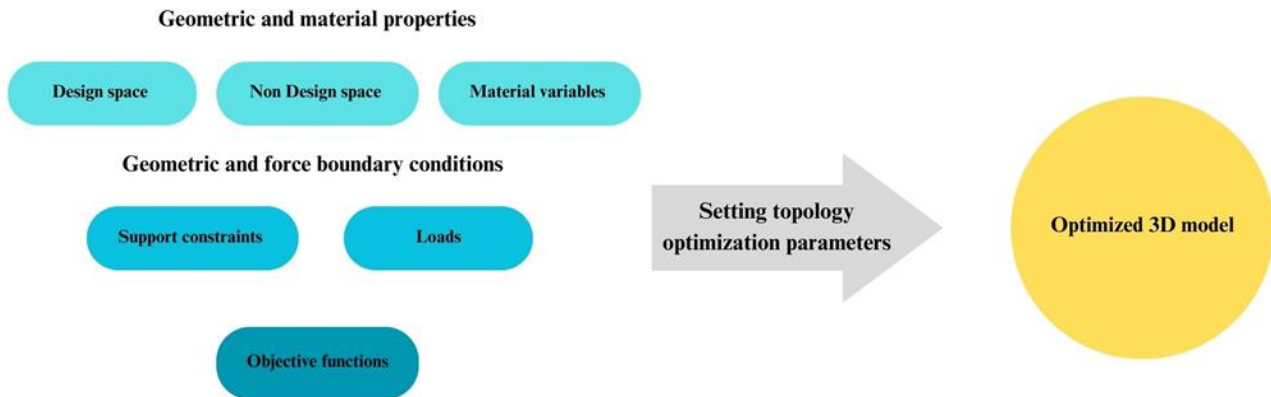 Geometric and material properties
Design space
Non Design space
Material variables
Geometric and force boundary conditions
Support constraints
Loads
Objective functions
Setting topology
optimization parameters
Optimized 3D model